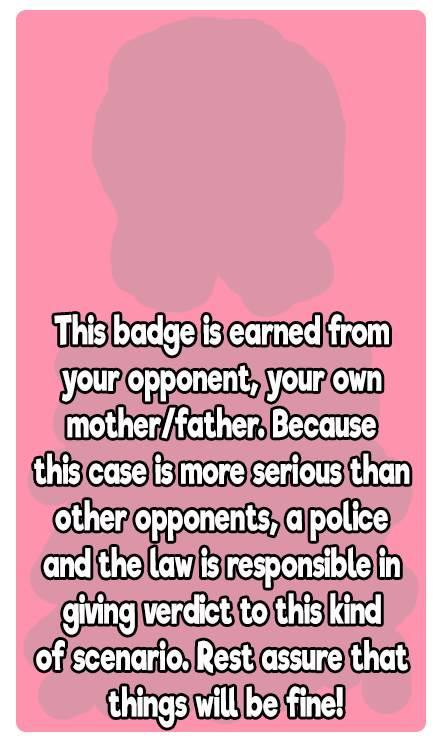 This badge is earned from
your opponent, your own
mother/father. Because
this case is more serious than
other opponents, a police
and the law is responsible in
giving verdict to this kind
of scenario. Rest assure that
things will be fine!